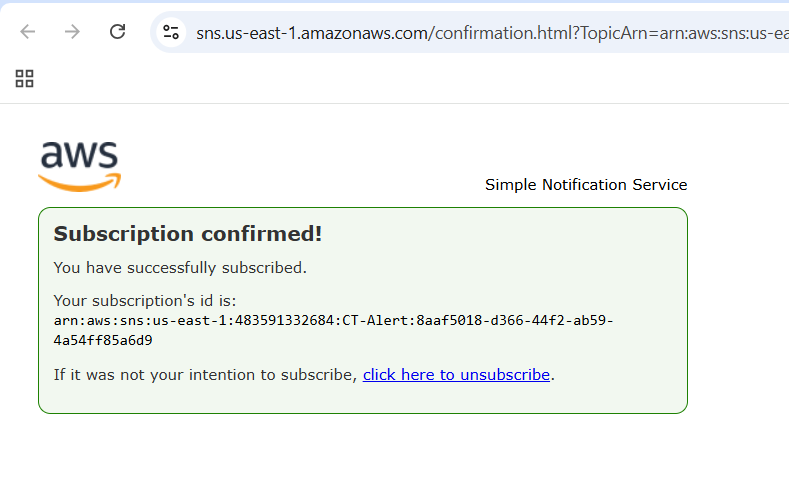 sns.us-east-1.amazonaws.com/confirmation.html?TopicArn=arn:aws:sns:us-ea
aws
Simple Notification Service
Subscription confirmed!
You have successfully subscribed.
Your subscription's id is:
arn:aws:sns:us-east-1:483591332684:CT-Alert:8aaf5018-d366-44f2-ab59-
4a54ff85a6d9
If it was not your intention to subscribe, click here to unsubscribe.